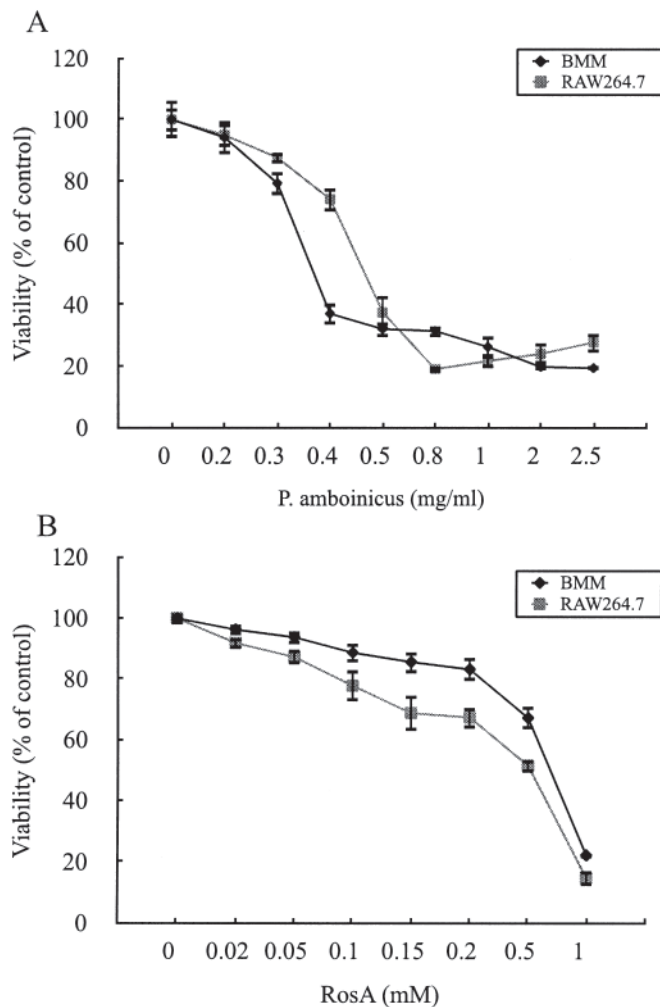 A
BMM
RAW264.7
120
100
80
60
40
20
0
Viability (% of control)
0 0.2 0.3 0.4 0.5 0.8 1 2 2.5
P. amboinicus (mg/ml)
B
BMM
RAW264.7
120
100
80
60
40
20
0
Viability (% of control)
0 0.02 0.05 0.1 0.15 0.2 0.5 1
RosA (mM)